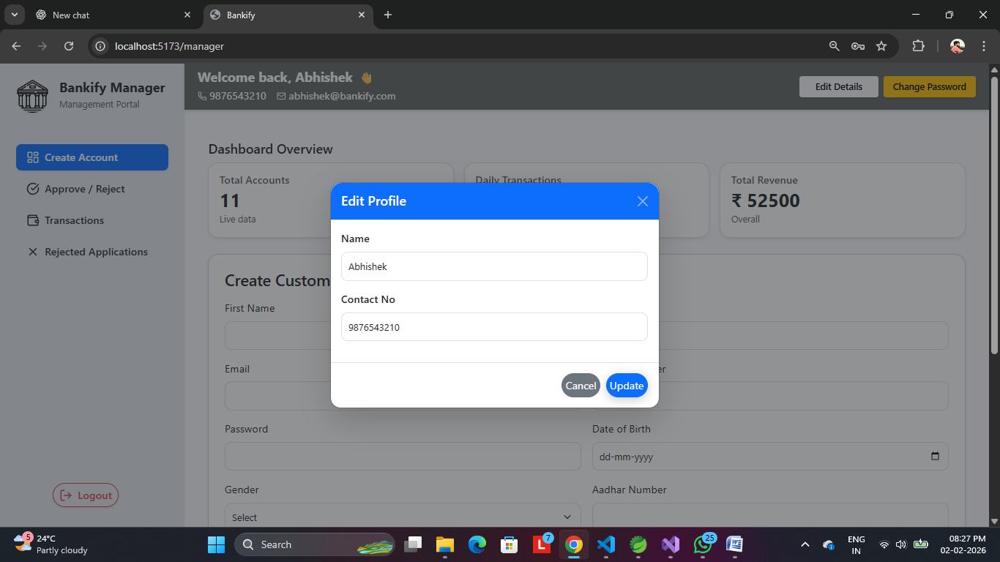 New chat
Bankify
localhost:5173/manager
Bankify Manager
Management Portal
Create Account
Approve / Reject
Transactions
Rejected Applications
Logout
Welcome back, Abhishek 👋
9876543210 abhishek@bankify.com
Edit Details
Change Password
Dashboard Overview
Total Accounts
11
Live data
Daily Transactions
Total Revenue
₹ 52500
Overall
Edit Profile
Name
Abhishek
Contact No
9876543210
Cancel
Update
Create Custom
First Name
Email
er
Password
Date of Birth
dd-mm-yyyy
Gender
Aadhar Number
Select
5
24°C
Partly cloudy
Search
L
7
25
ENG
IN
08:27 PM
02-02-2026